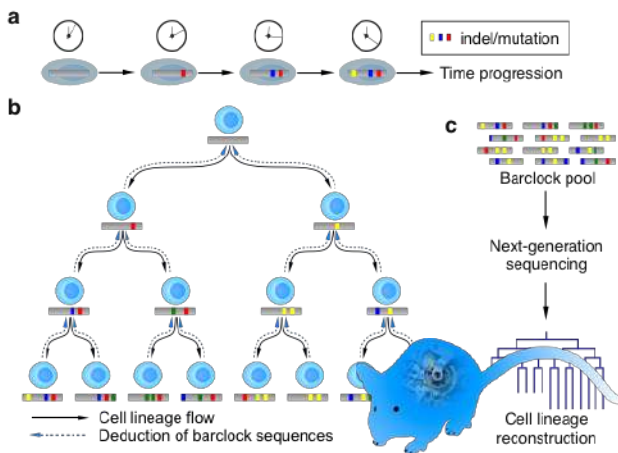 a
indel/mutation
Time progression
b
c
Barclock pool
Next-generation
sequencing
Cell lineage flow
Deduction of barclock sequences
Cell lineage
reconstruction